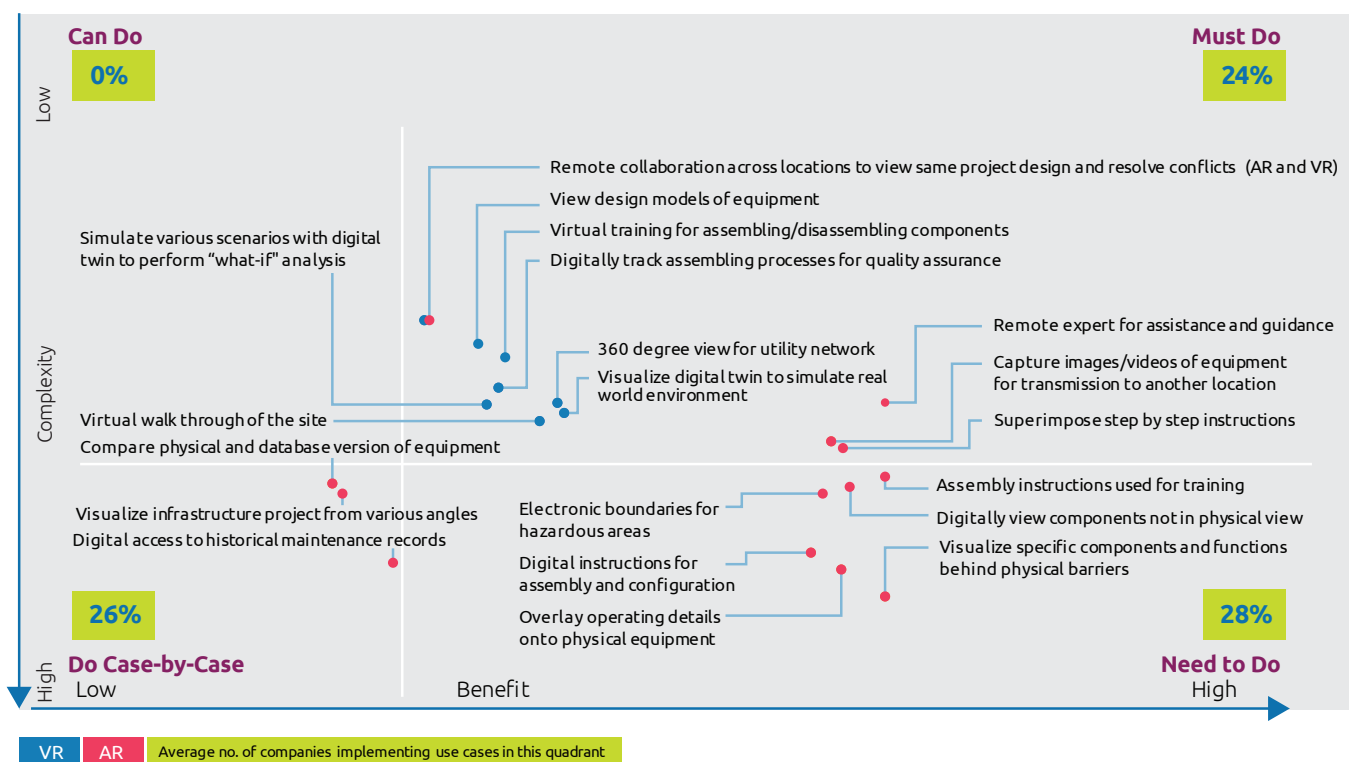 Can Do
0%
Must Do
24%
Low
Complexity
High
Remote collaboration across locations to view same project design and resolve conflicts (AR and VR)
View design models of equipment
Virtual training for assembling/disassembling components
Digitally track assembling processes for quality assurance
Simulate various scenarios with digital
twin to perform “what-if" analysis
360 degree view for utility network
Visualize digital twin to simulate real
world environment
Remote expert for assistance and guidance
Capture images/videos of equipment
for transmission to another location
Superimpose step by step instructions
Virtual walk through of the site
Compare physical and database version of equipment
Visualize infrastructure project from various angles
Digital access to historical maintenance records
Electronic boundaries for
hazardous areas
Digital instructions for
assembly and configuration
Overlay operating details
onto physical equipment
Assembly instructions used for training
Digitally view components not in physical view
Visualize specific components and functions
behind physical barriers
26%
Do Case-by-Case
28%
Need to Do
Low
Benefit
High
VR
AR
Average no. of companies implementing use cases in this quadrant